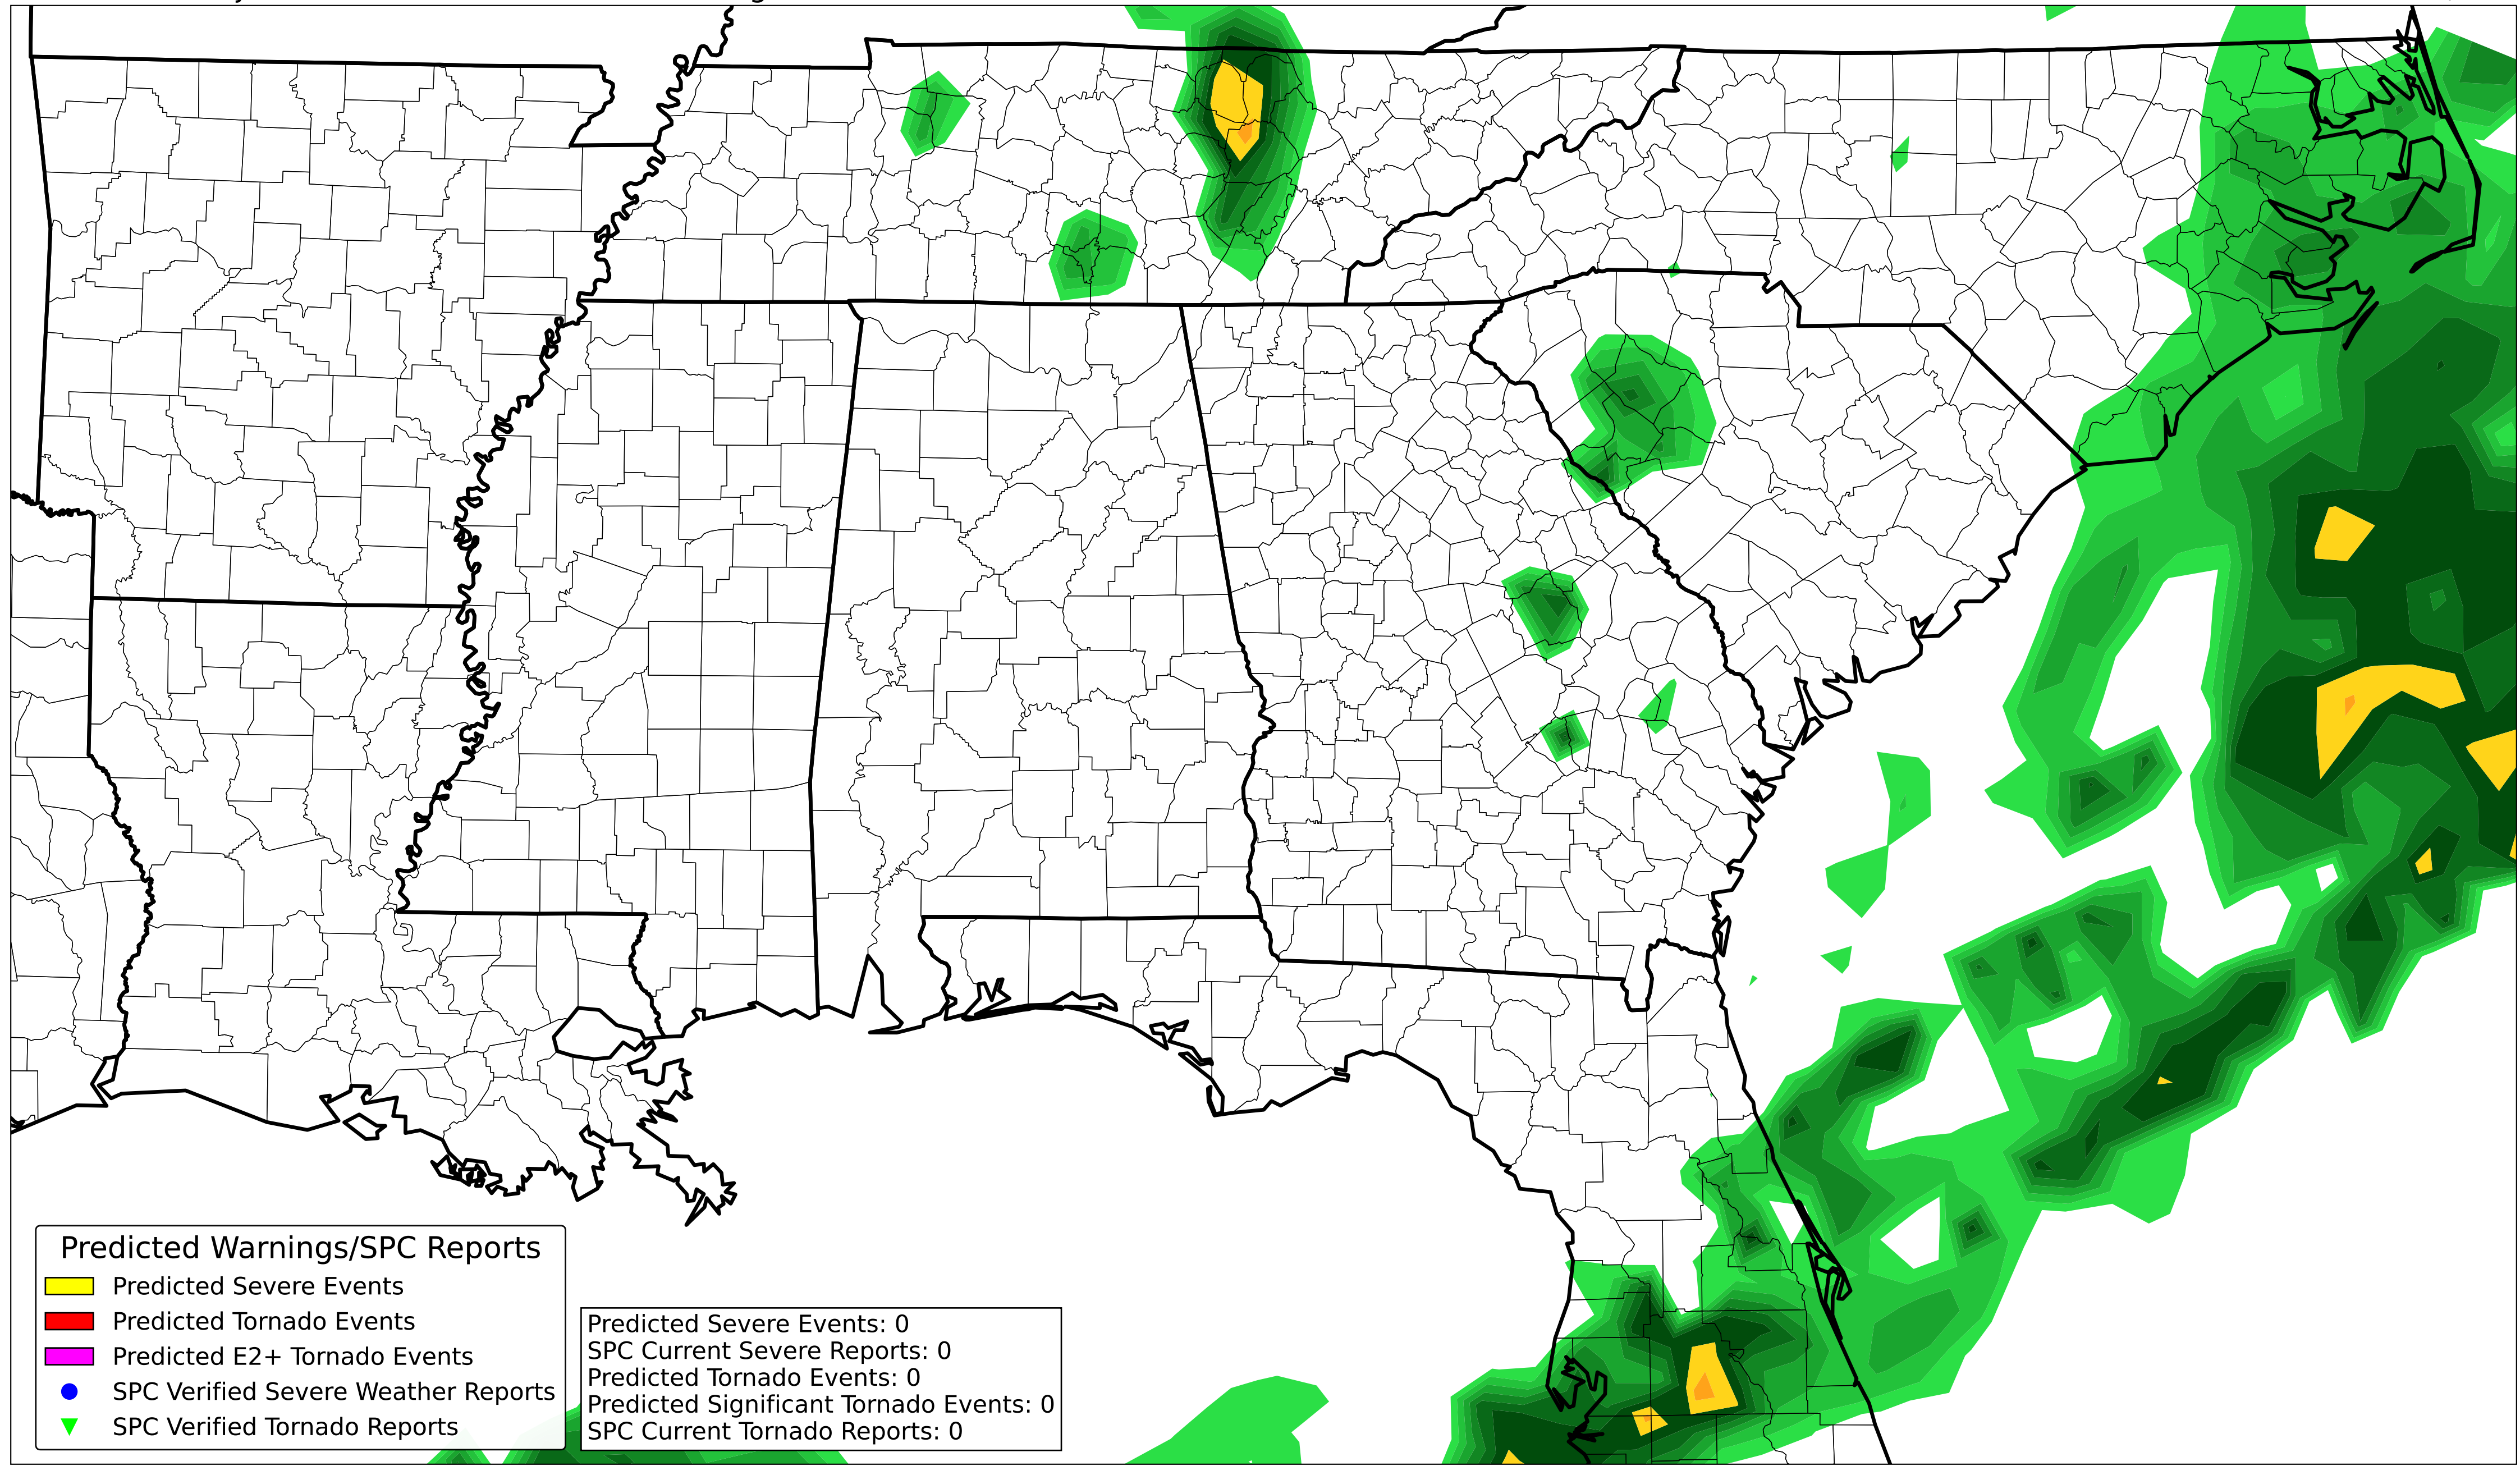 Predicted Warnings/SPC Reports
Predicted Severe Events
Predicted Tornado Events
Predicted E2+ Tornado Events
SPC Verified Severe Weather Reports
SPC Verified Tornado Reports
Predicted Severe Events: 0
SPC Current Severe Reports: 0
Predicted Tornado Events: 0
Predicted Significant Tornado Events: 0
SPC Current Tornado Reports: 0